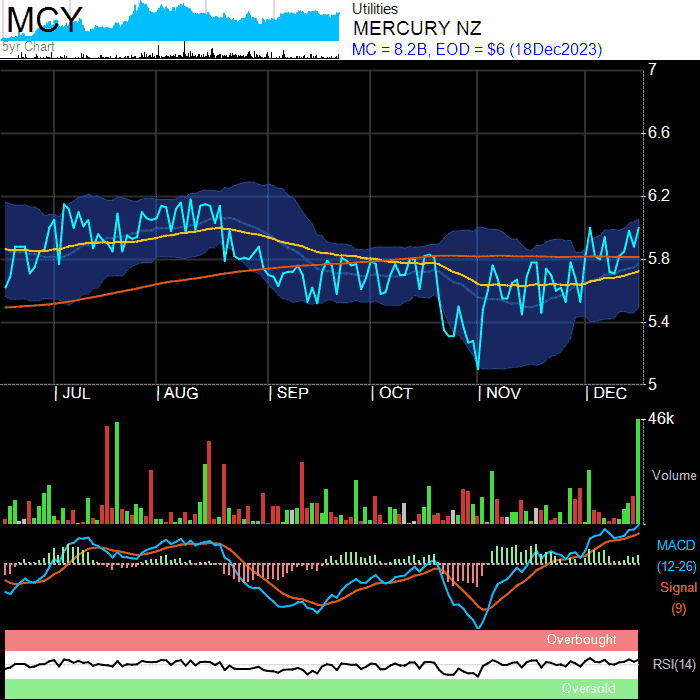 MCY
5yr Chart
Utilities
MERCURY NZ
MC = 8.2B, EOD = $6 (18Dec2023)
7
6.6
6.2
5.8
5.4
5
JUL AUG SEP OCT NOV DEC
46k
Volume
MACD
(12-26)
Signal
(9)
Overbought
RSI(14)
Oversold